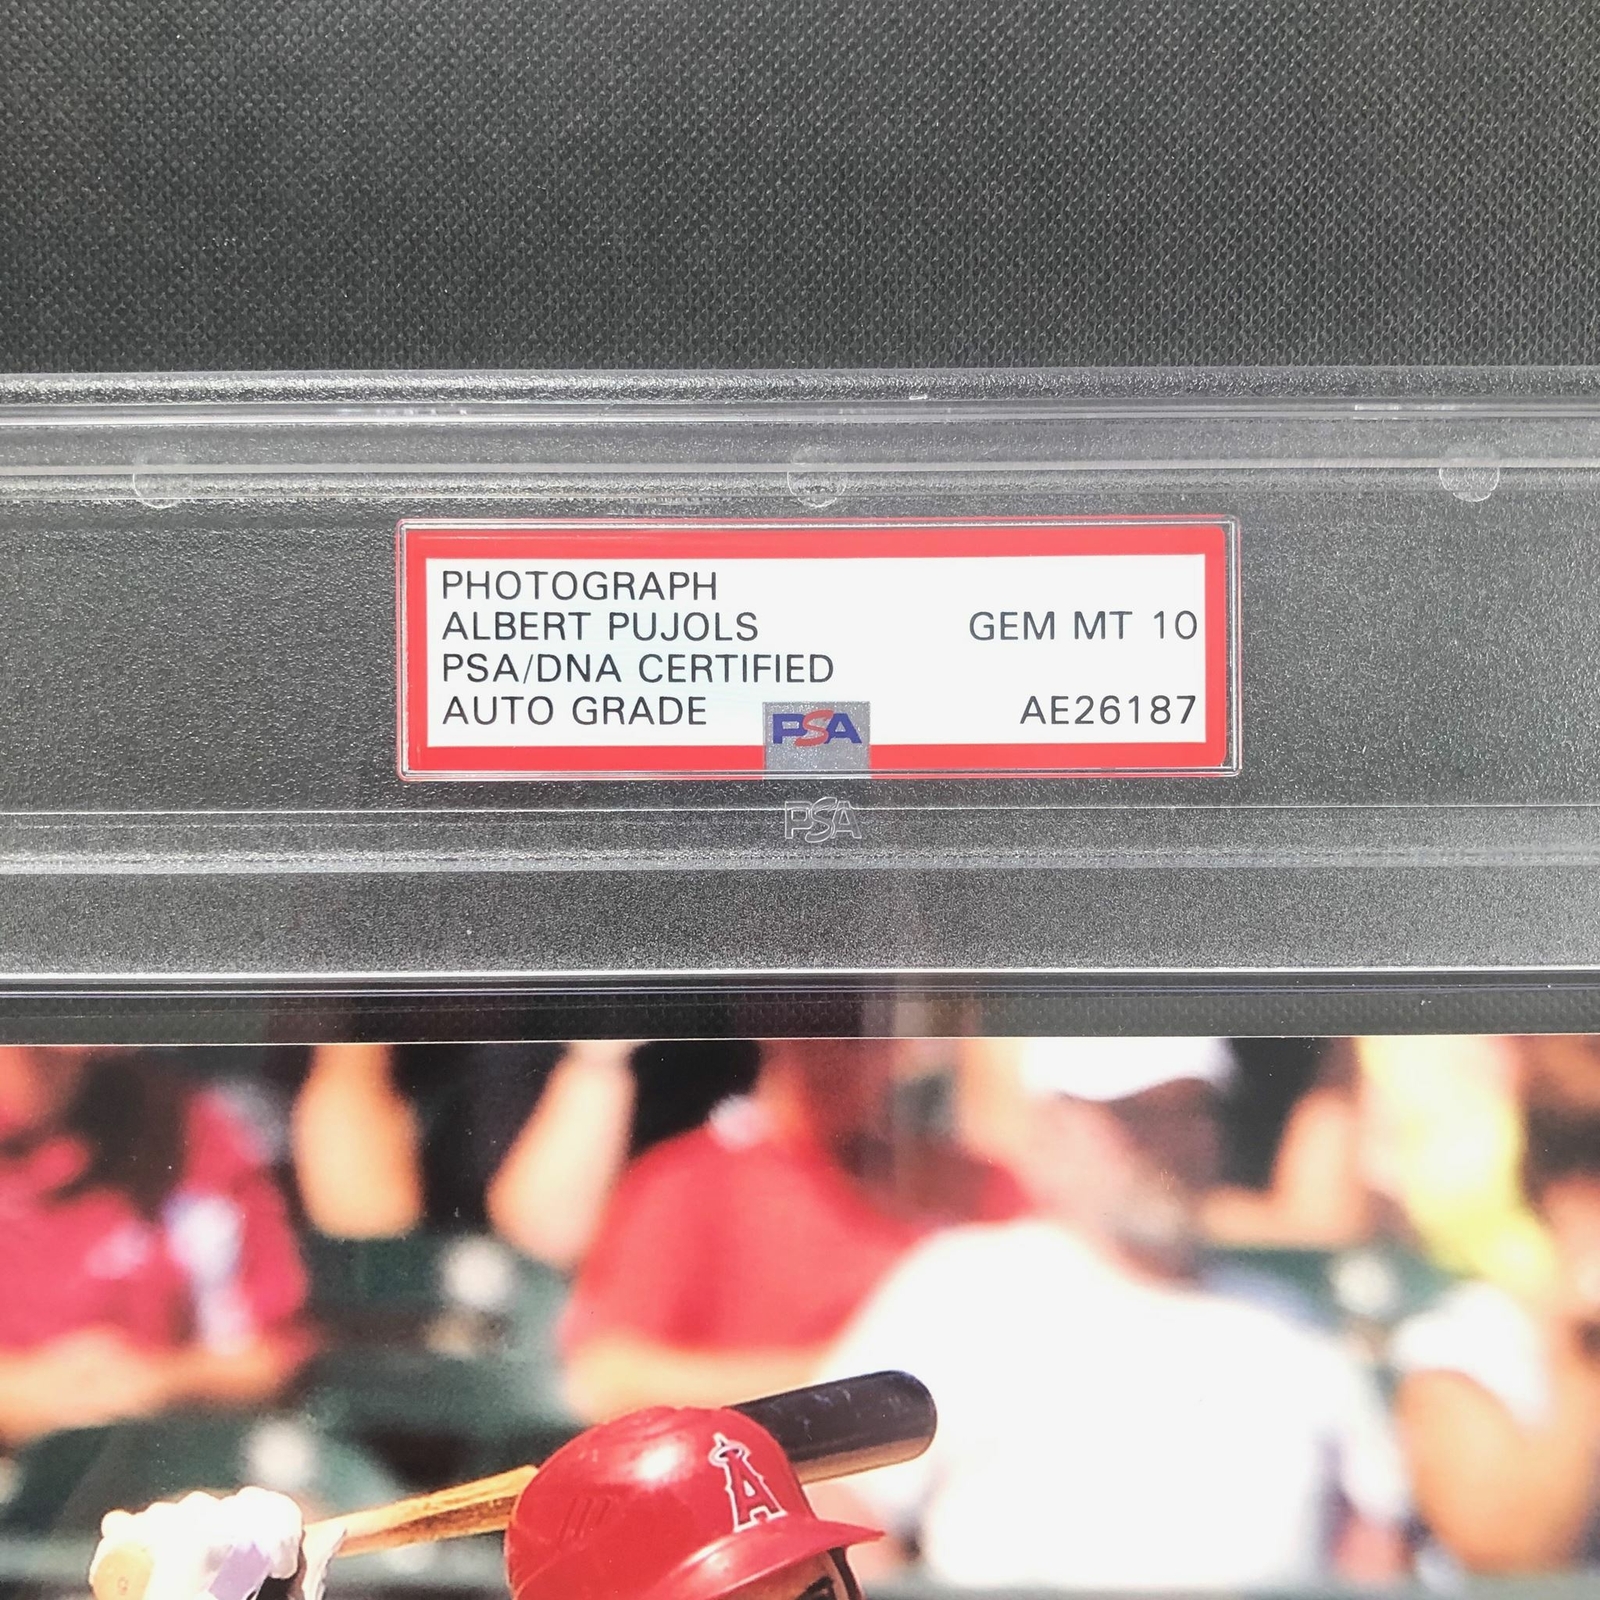 PHOTOGRAPH
ALBERT PUJOLS GEM MT 10
PSA/DNA CERTIFIED
AUTO GRADE AE26187
PSA
PSA
A